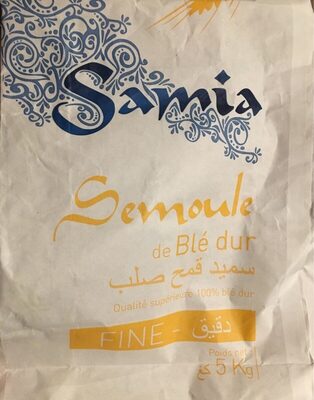 Samia
Semoule
de Blé dur
سميد قمح صلب
Qualité supérieure 100% blé dur
FINE - دقيق
Poids net
5 Kg كغ